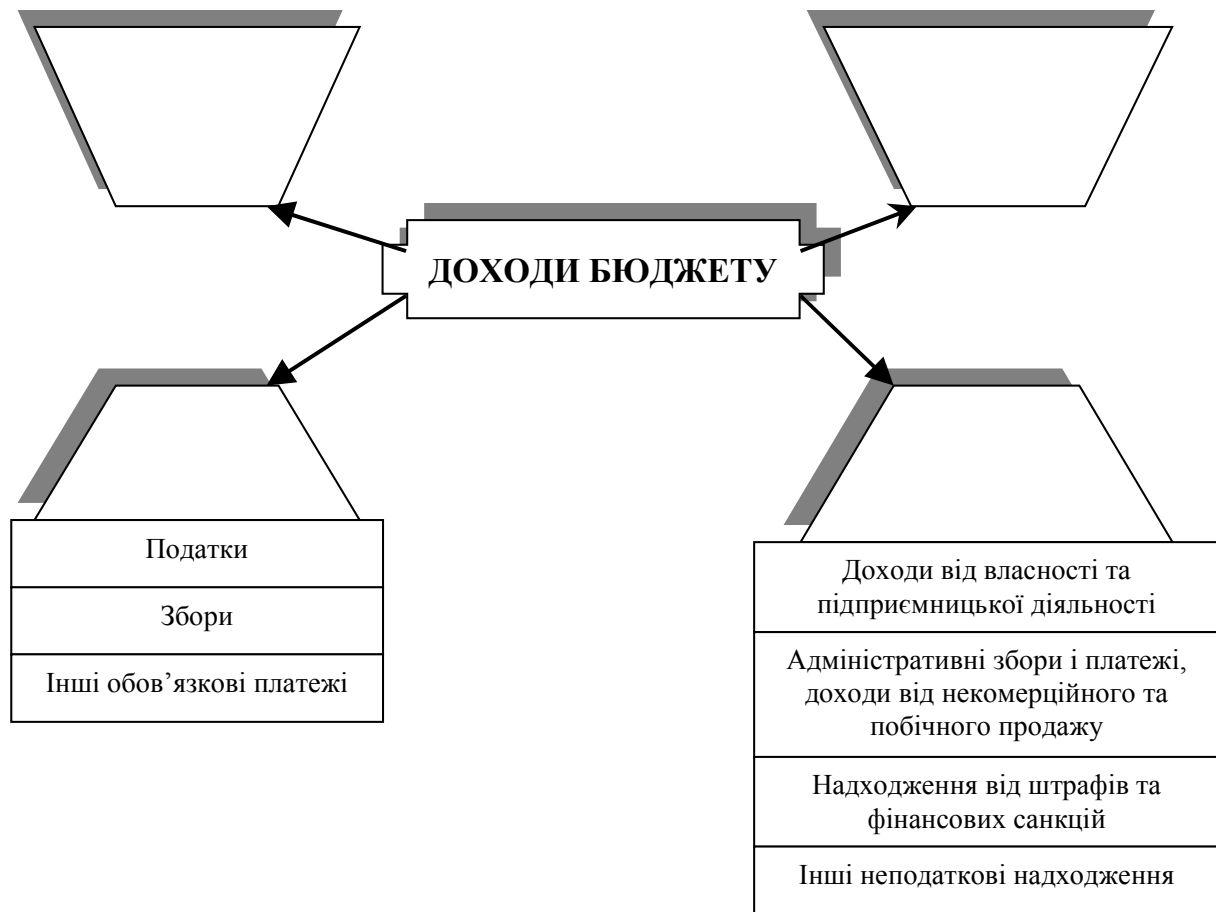 ДОХОДИ БЮДЖЕТУ
Податки
Збори
Інші обов’язкові платежі
Доходи від власності та
підприємницької діяльності
Адміністративні збори і платежі,
доходи від некомерційного та
побічного продажу
Надходження від штрафів та
фінансових санкцій
Інші неподаткові надходження